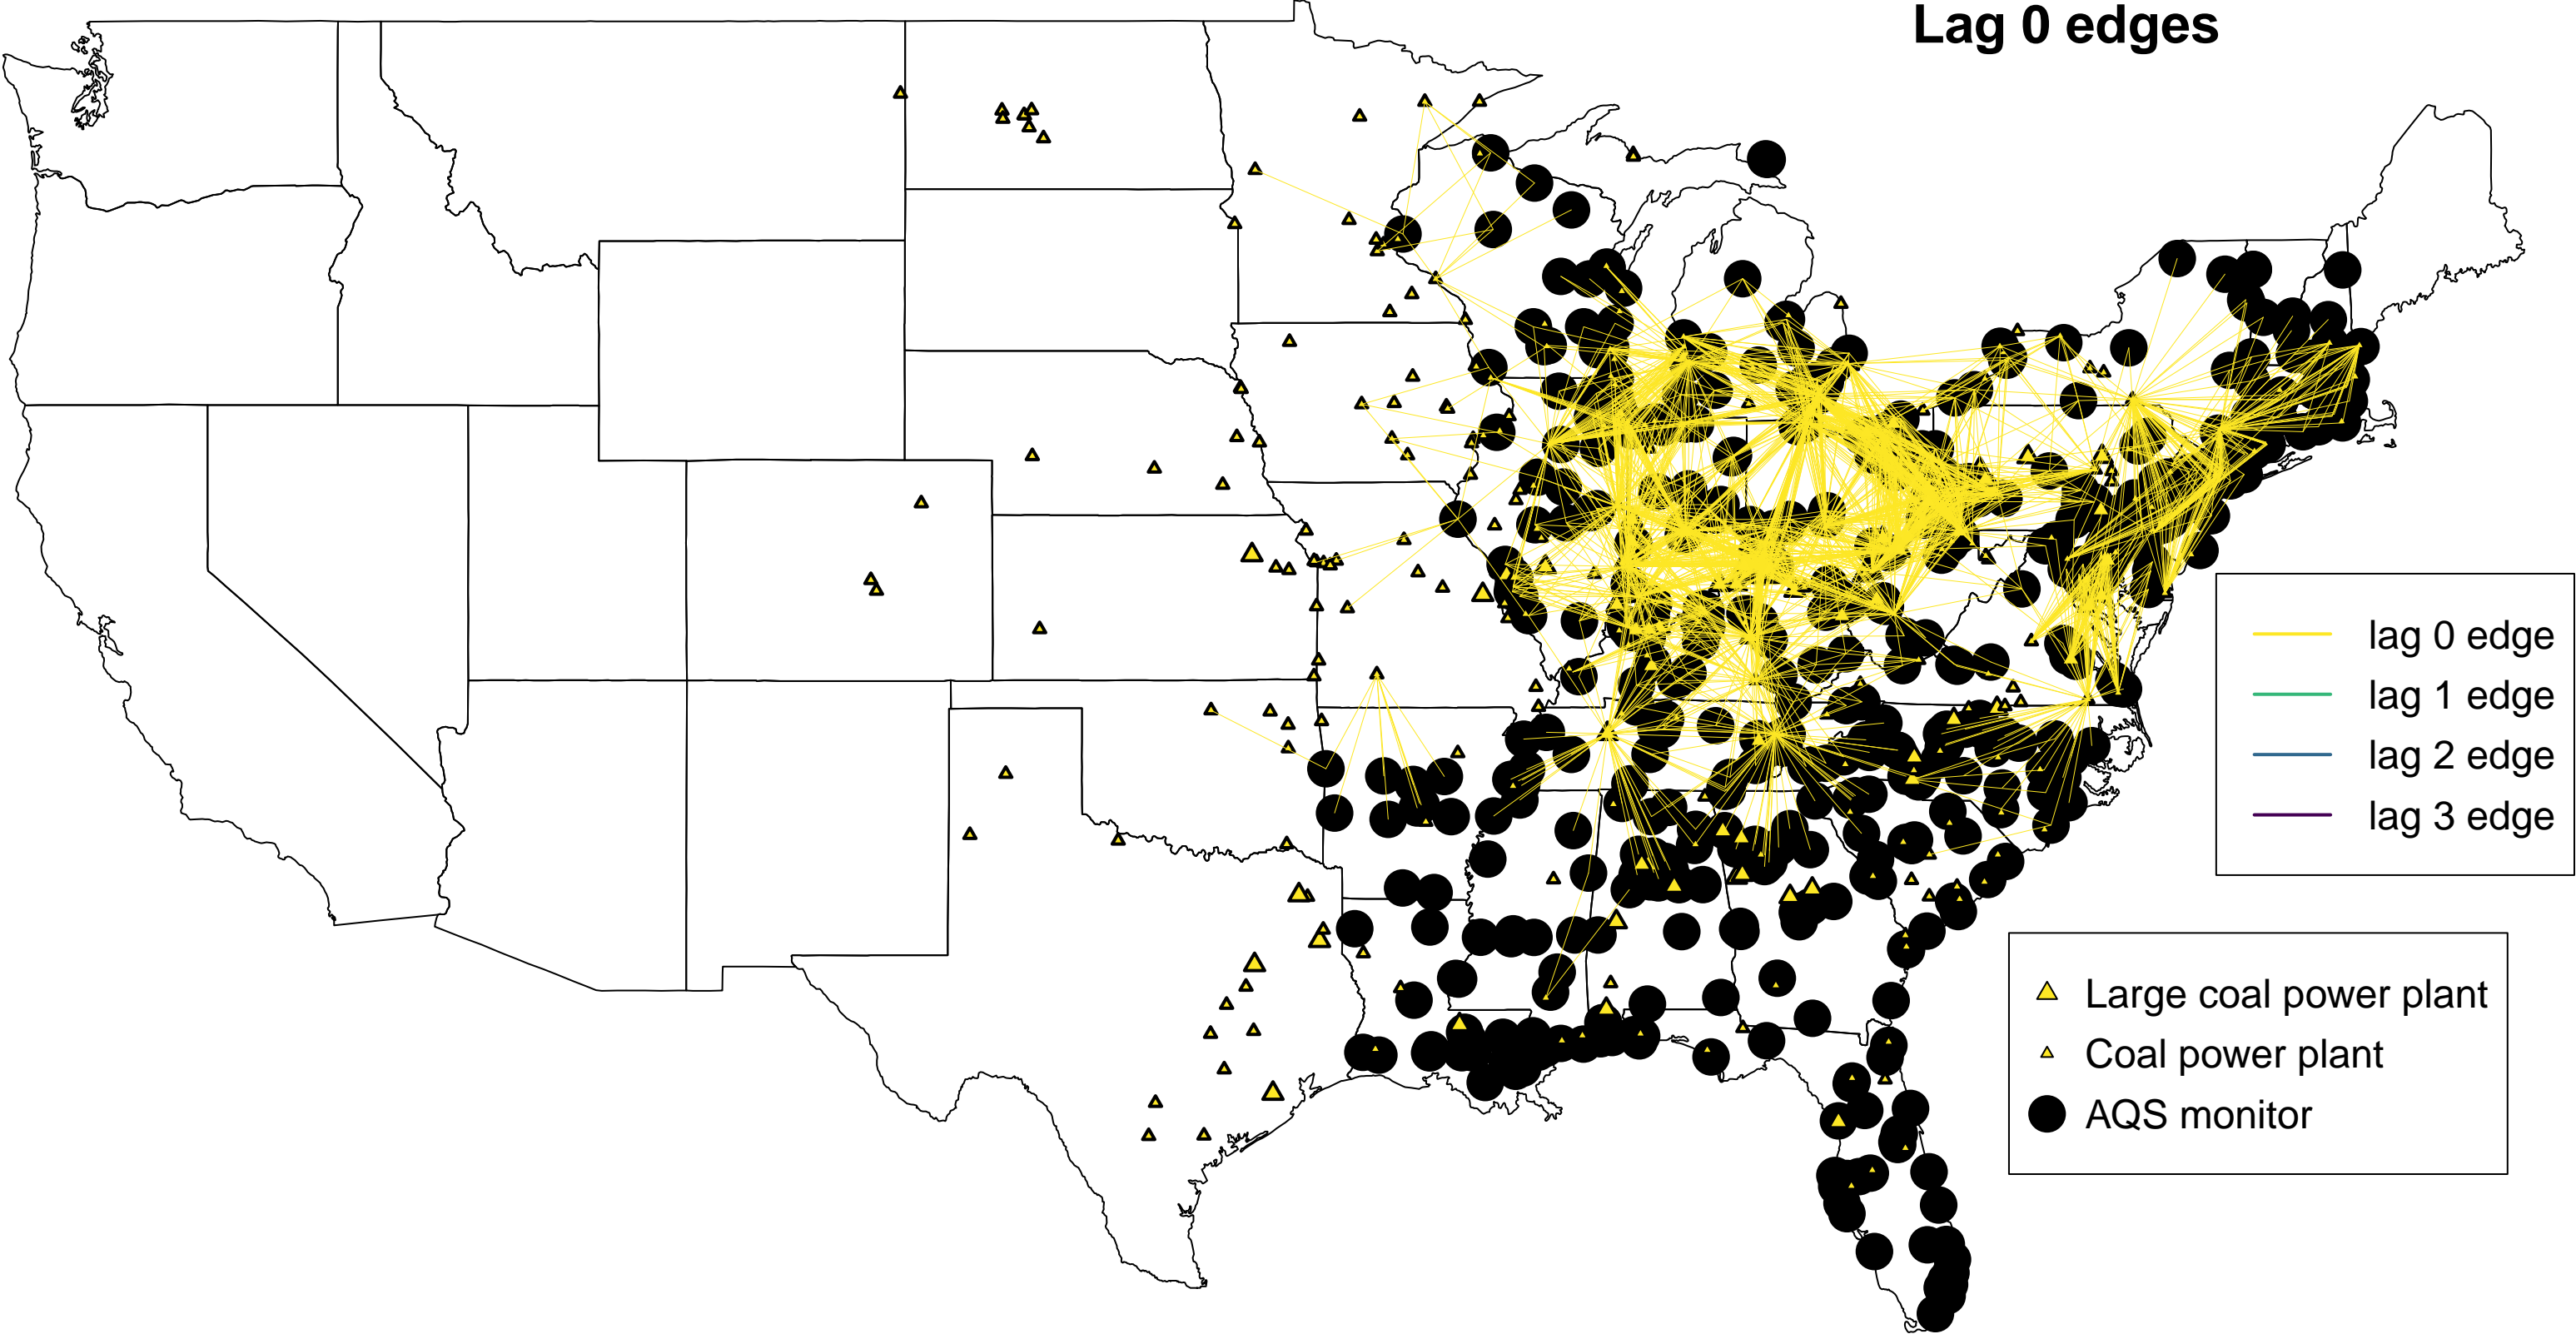 Lag 0 edges
lag 0 edge
lag 1 edge
lag 2 edge
lag 3 edge
Large coal power plant
Coal power plant
AQS monitor